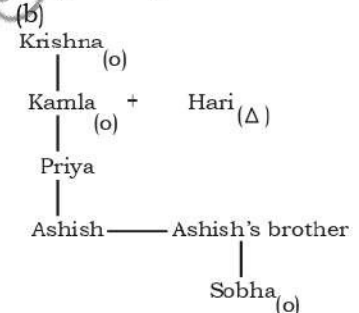 (b)
Krishna (o)
Kamla (o) + Hari (Δ)
Priya
Ashish Ashish's brother
Sobha (o)